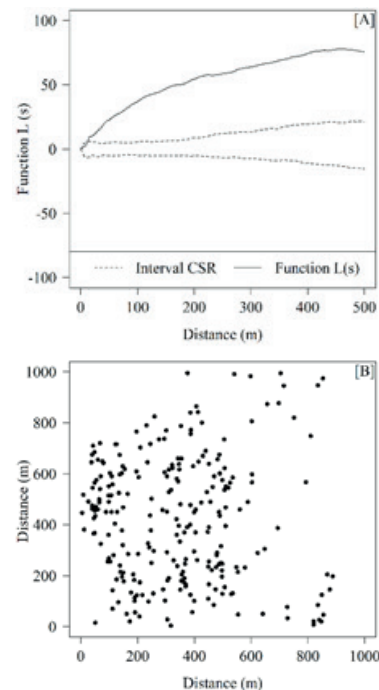 [A]
100
50
0
-50
-100
Function L (s)
Interval CSR Function L(s)
0 100 200 300 400 500
Distance (m)
[B]
1000
800
600
400
200
0
Distance (m)
0 200 400 600 800 1000
Distance (m)